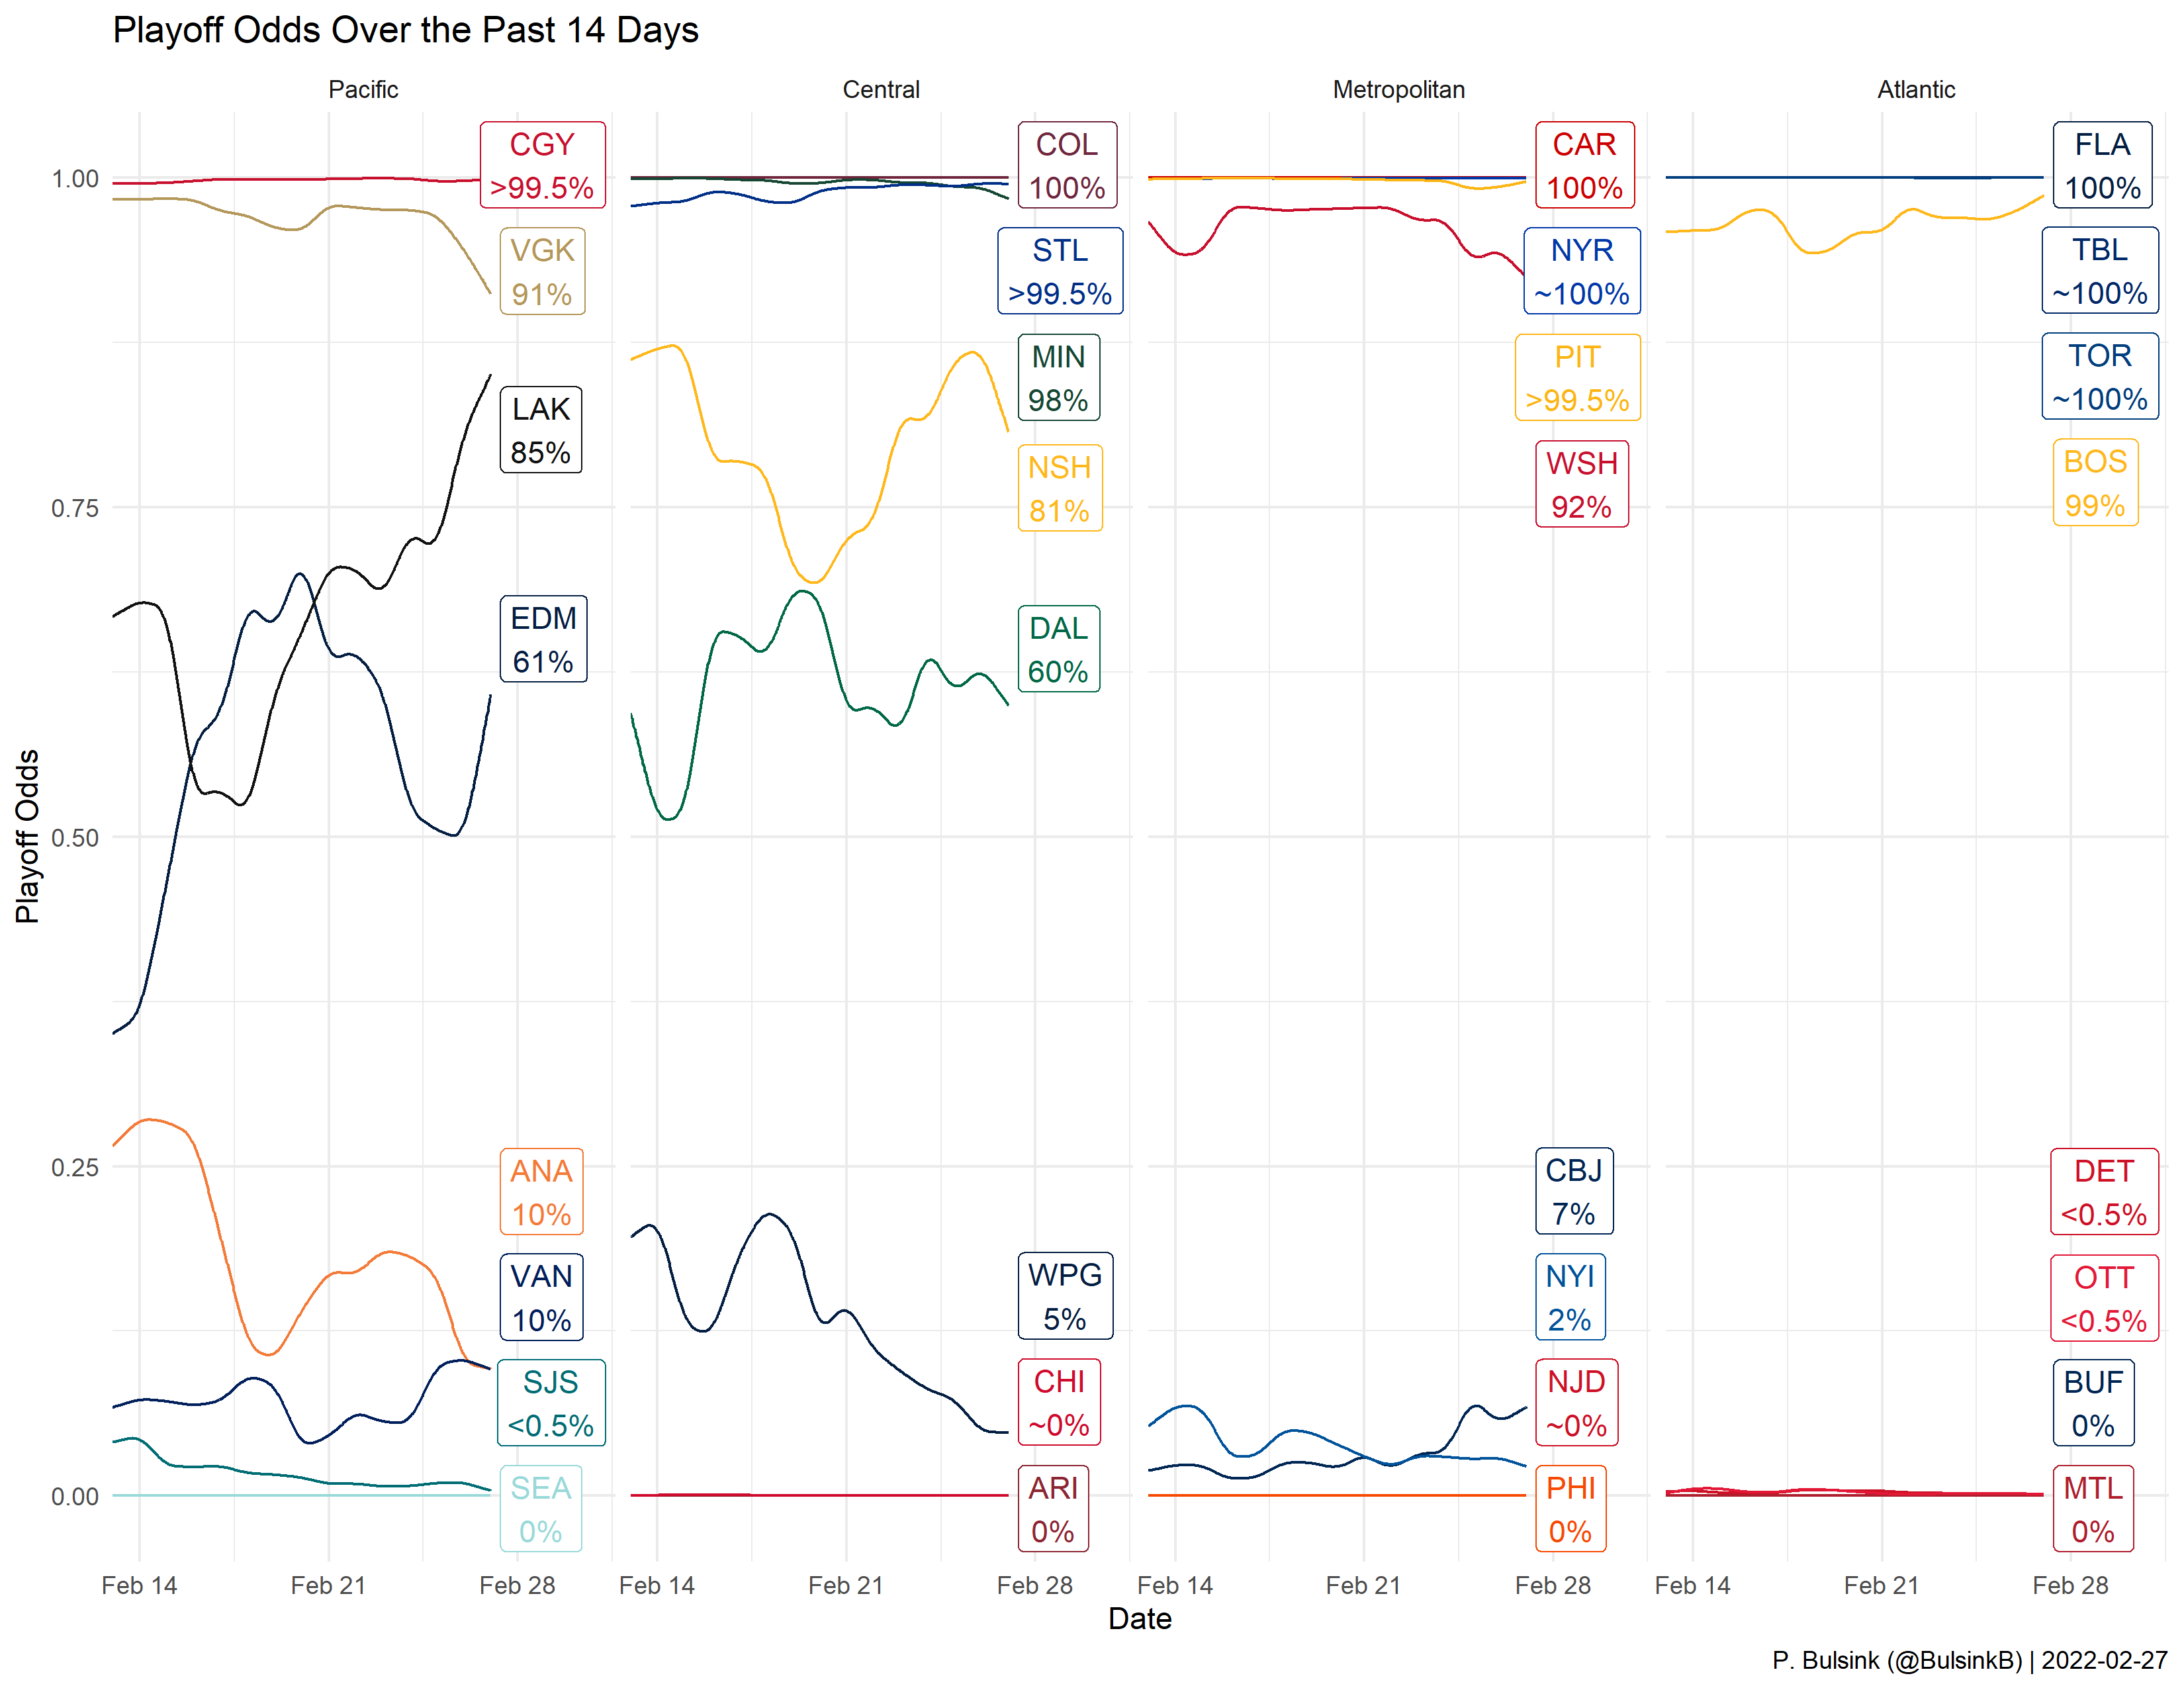 Playoff Odds Over the Past 14 Days
Pacific
Central
Metropolitan
Atlantic
Playoff Odds
1.00
0.75
0.50
0.25
0.00
CGY
>99.5%
VGK
91%
LAK
85%
EDM
61%
ANA
10%
VAN
10%
SJS
<0.5%
SEA
0%
COL
100%
STL
>99.5%
MIN
98%
NSH
81%
DAL
60%
WPG
5%
CHI
~0%
ARI
0%
CAR
100%
NYR
~100%
PIT
>99.5%
WSH
92%
CBJ
7%
NYI
2%
NJD
~0%
PHI
0%
FLA
100%
TBL
~100%
TOR
~100%
BOS
99%
DET
<0.5%
OTT
<0.5%
BUF
0%
MTL
0%
Feb 14
Feb 21
Feb 28
Feb 14
Feb 21
Feb 28
Feb 14
Feb 21
Feb 28
Feb 14
Feb 21
Feb 28
Date
P. Bulsink (@BulsinkB) | 2022-02-27